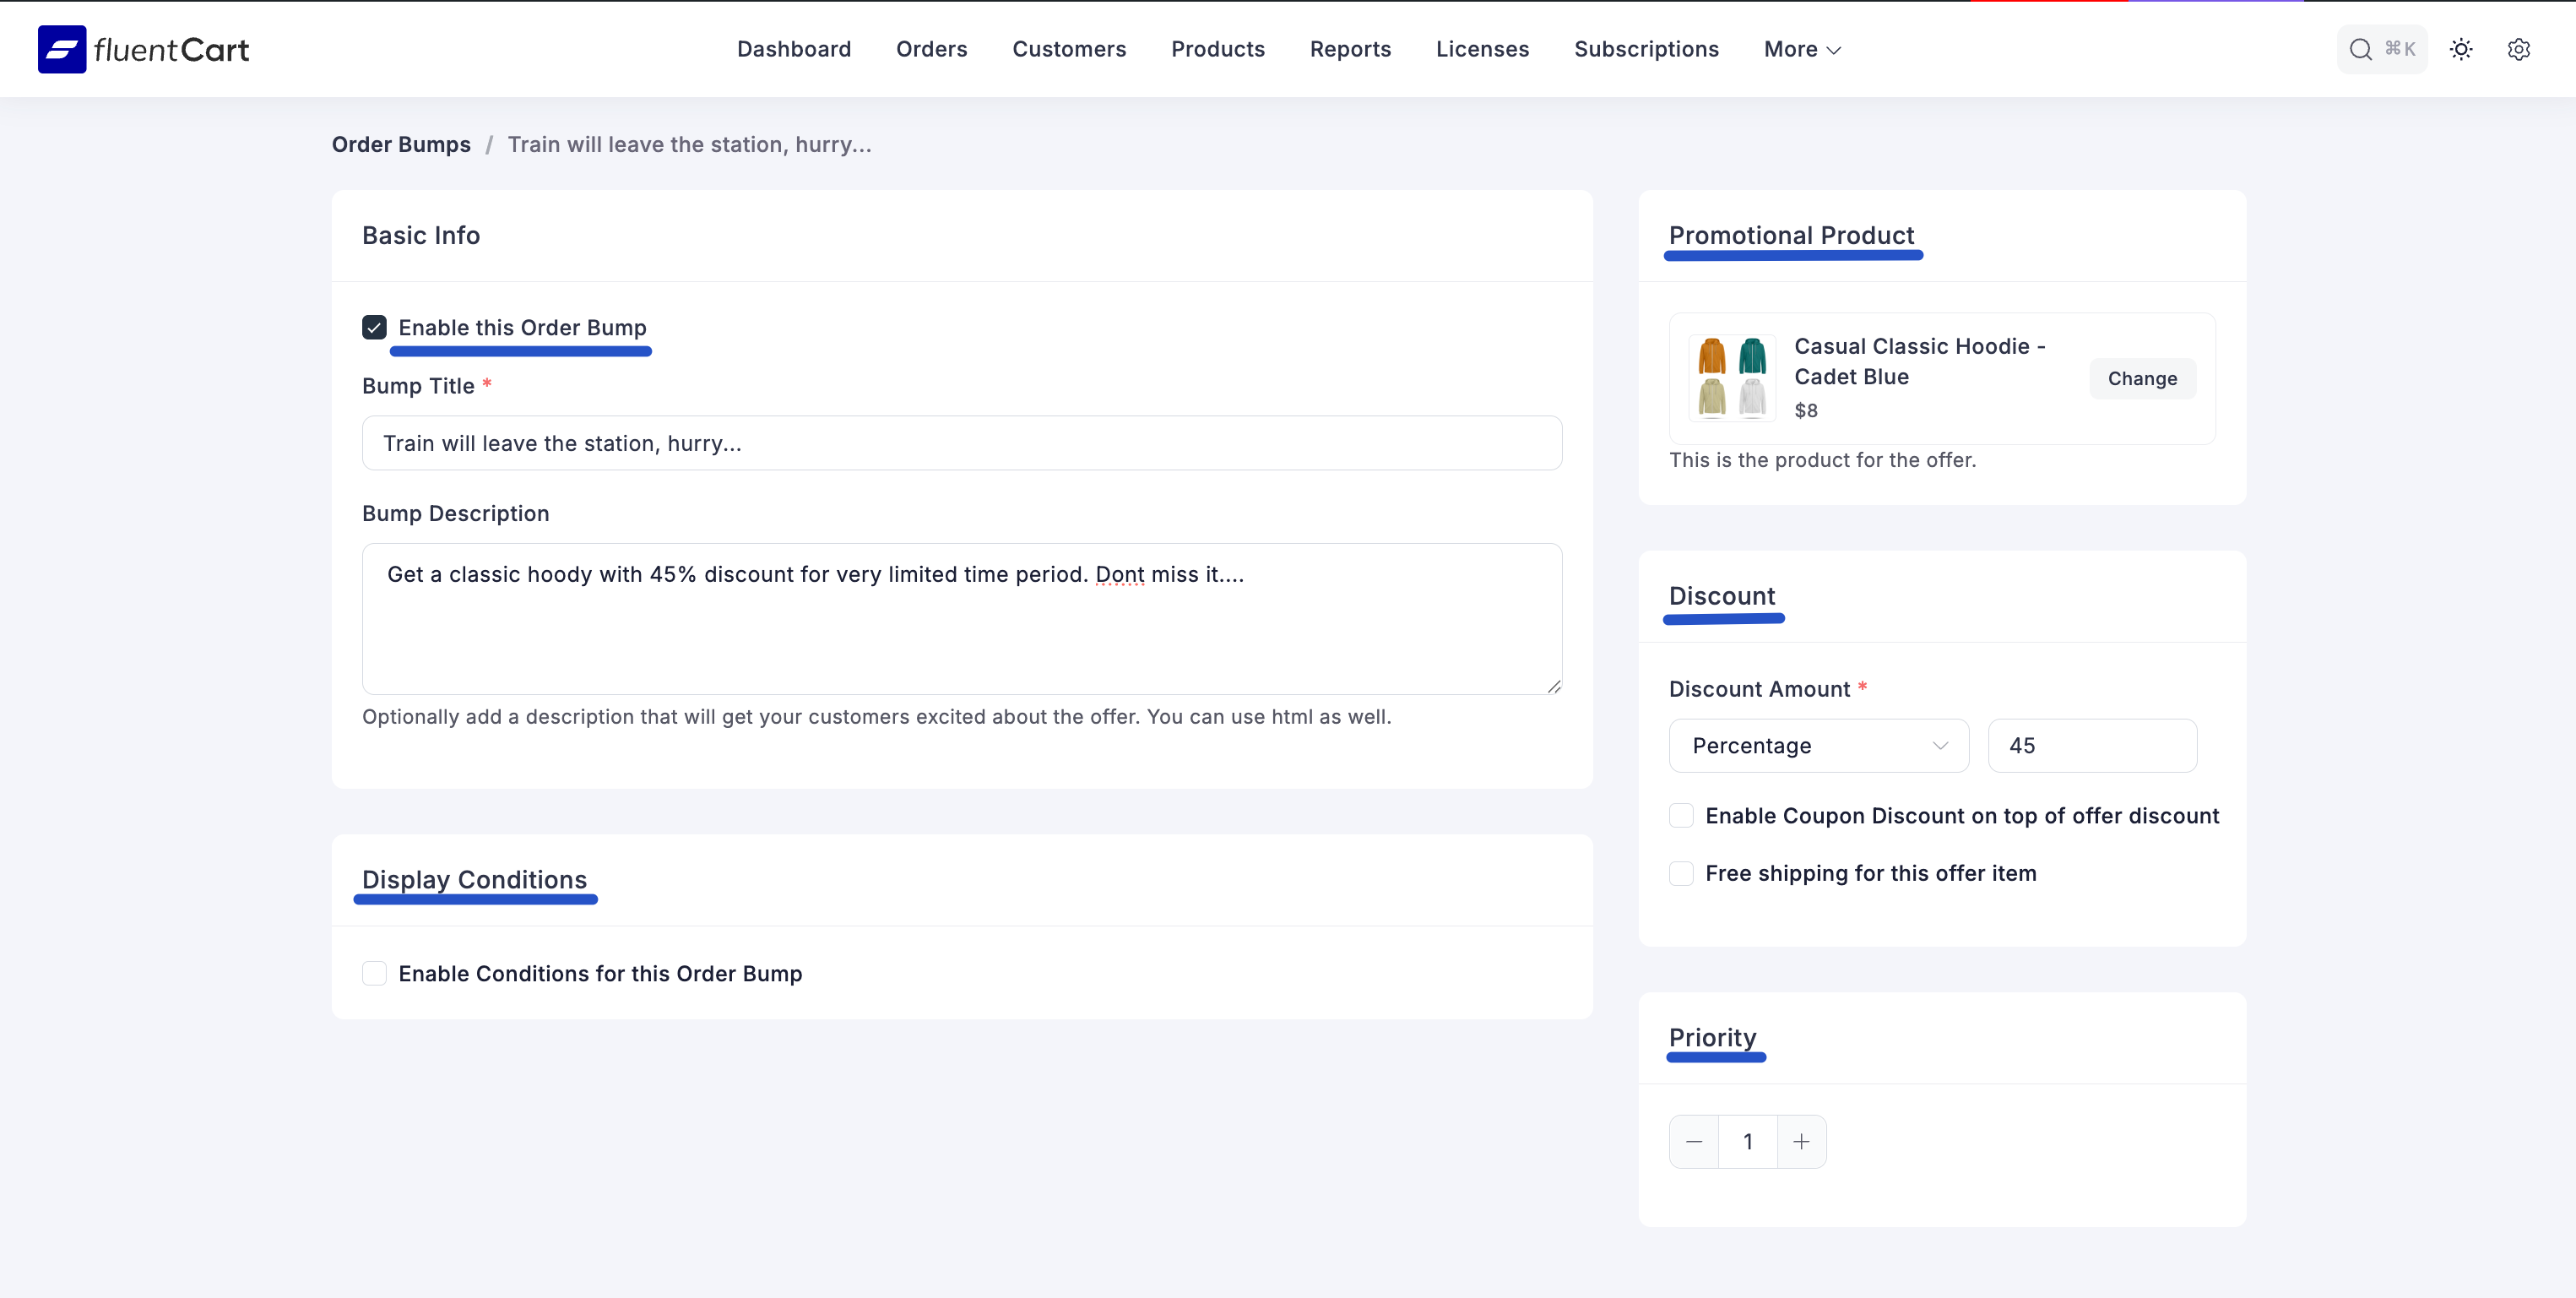 fluentCart
Dashboard
Orders
Customers
Products
Reports
Licenses
Subscriptions
More
⌘K
Order Bumps / Train will leave the station, hurry...
Basic Info
Enable this Order Bump
Bump Title *
Train will leave the station, hurry...
Bump Description
Get a classic hoody with 45% discount for very limited time period. Dont miss it....
Optionally add a description that will get your customers excited about the offer. You can use html as well.
Display Conditions
Enable Conditions for this Order Bump
Promotional Product
Casual Classic Hoodie -
Cadet Blue
$8
Change
This is the product for the offer.
Discount
Discount Amount *
Percentage
45
Enable Coupon Discount on top of offer discount
Free shipping for this offer item
Priority
1